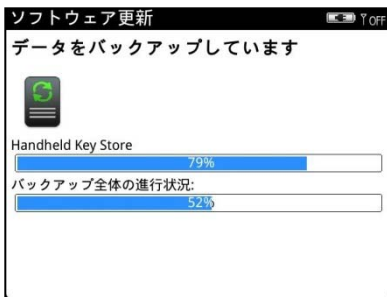 ソフトウェア更新
OFF
データをバックアップしています
Handheld Key Store
79%
バックアップ全体の進行状況:
52%